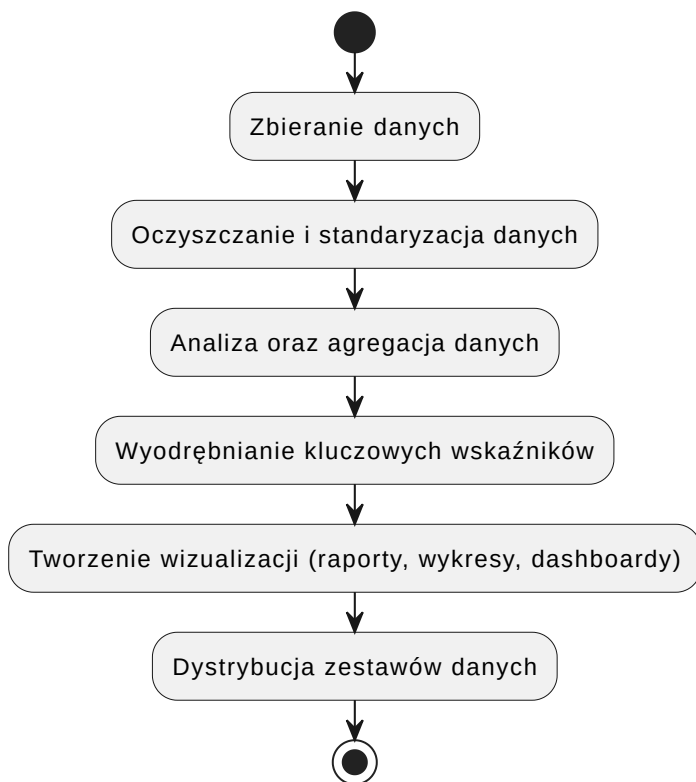 Zbieranie danych
Oczyszczanie i standaryzacja danych
Analiza oraz agregacja danych
Wyodrębnianie kluczowych wskaźników
Tworzenie wizualizacji (raporty, wykresy, dashboardy)
Dystrybucja zestawów danych